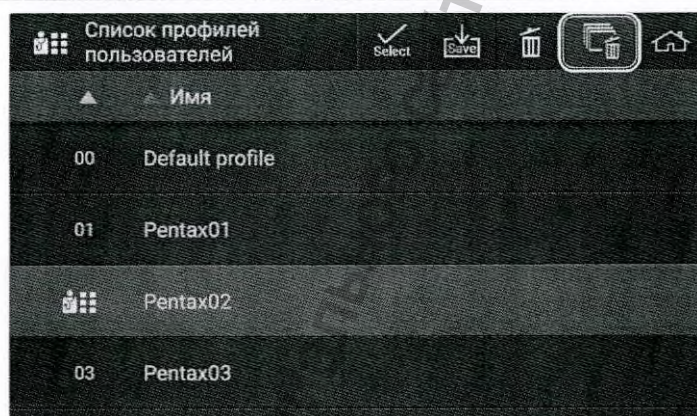 Список профилей
пользователей
Select
Save
Имя
00 Default profile
01 Pentax01
Pentax02
03 Pentax03